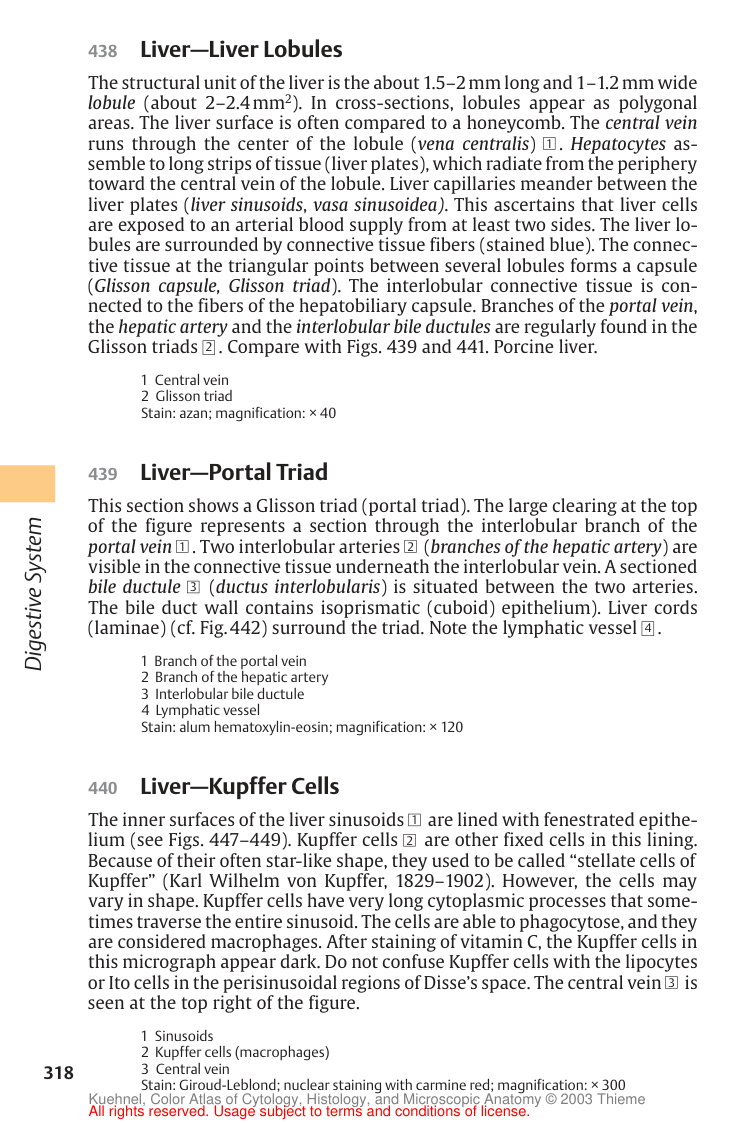 438 Liver—Liver Lobules
The structural unit of the liver is the about 1.5–2 mm long and 1–1.2 mm wide
lobule (about 2–2.4 mm²). In cross-sections, lobules appear as polygonal
areas. The liver surface is often compared to a honeycomb. The central vein
runs through the center of the lobule (vena centralis) 1. Hepatocytes as-
semble to long strips of tissue (liver plates), which radiate from the periphery
toward the central vein of the lobule. Liver capillaries meander between the
liver plates (liver sinusoids, vasa sinusoidea). This ascertains that liver cells
are exposed to an arterial blood supply from at least two sides. The liver lo-
bules are surrounded by connective tissue fibers (stained blue). The connec-
tive tissue at the triangular points between several lobules forms a capsule
(Glisson capsule, Glisson triad). The interlobular connective tissue is con-
nected to the fibers of the hepatobiliary capsule. Branches of the portal vein,
the hepatic artery and the interlobular bile ductules are regularly found in the
Glisson triads 2. Compare with Figs. 439 and 441. Porcine liver.
1 Central vein
2 Glisson triad
Stain: azan; magnification: × 40
439 Liver—Portal Triad
This section shows a Glisson triad (portal triad). The large clearing at the top
of the figure represents a section through the interlobular branch of the
portal vein 1. Two interlobular arteries 2 (branches of the hepatic artery) are
visible in the connective tissue underneath the interlobular vein. A sectioned
bile ductule 3 (ductus interlobularis) is situated between the two arteries.
The bile duct wall contains isoprismatic (cuboid) epithelium). Liver cords
(laminae) (cf. Fig. 442) surround the triad. Note the lymphatic vessel 4.
1 Branch of the portal vein
2 Branch of the hepatic artery
3 Interlobular bile ductule
4 Lymphatic vessel
Stain: alum hematoxylin-eosin; magnification: × 120
Digestive System
440 Liver—Kupffer Cells
The inner surfaces of the liver sinusoids 1 are lined with fenestrated epithe-
lium (see Figs. 447–449). Kupffer cells 2 are other fixed cells in this lining.
Because of their often star-like shape, they used to be called “stellate cells of
Kupffer” (Karl Wilhelm von Kupffer, 1829–1902). However, the cells may
vary in shape. Kupffer cells have very long cytoplasmic processes that some-
times traverse the entire sinusoid. The cells are able to phagocytose, and they
are considered macrophages. After staining of vitamin C, the Kupffer cells in
this micrograph appear dark. Do not confuse Kupffer cells with the lipocytes
or Ito cells in the perisinusoidal regions of Disse’s space. The central vein 3 is
seen at the top right of the figure.
1 Sinusoids
2 Kupffer cells (macrophages)
3 Central vein
Stain: Giroud-Leblond; nuclear staining with carmine red; magnification: × 300
318
Kuehnel, Color Atlas of Cytology, Histology, and Microscopic Anatomy © 2003 Thieme
All rights reserved. Usage subject to terms and conditions of license.